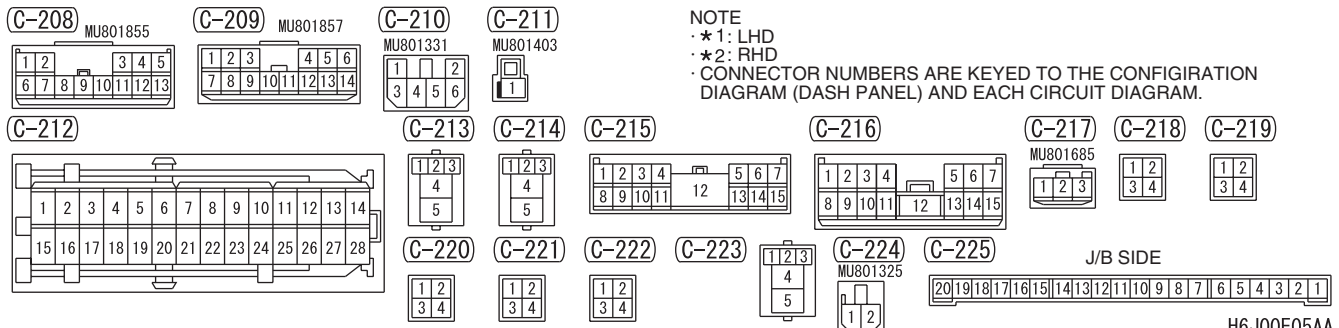 C-208
MU801855
1 2 3 4 5
6 7 8 9 10 11 12 13
C-209
MU801857
1 2 3 4 5 6
7 8 9 10 11 12 13 14
C-210
MU801331
1 2
3 4 5 6
C-211
MU801403
1
NOTE
· *1: LHD
· *2: RHD
· CONNECTOR NUMBERS ARE KEYED TO THE CONFIGIRATION
DIAGRAM (DASH PANEL) AND EACH CIRCUIT DIAGRAM.
C-212
1 2 3 4 5 6 7 8 9 10 11 12 13 14
15 16 17 18 19 20 21 22 23 24 25 26 27 28
C-213
1 2 3
4
5
C-214
1 2 3
4
5
C-215
1 2 3 4 5 6 7
8 9 10 11 12 13 14 15
C-216
1 2 3 4 5 6 7
8 9 10 11 12 13 14 15
C-217
MU801685
1 2 3
C-218
1 2
3 4
C-219
1 2
3 4
C-220
1 2
3 4
C-221
1 2
3 4
C-222
1 2
3 4
C-223
1 2 3
4
5
C-224
MU801325
1 2
C-225
J/B SIDE
20 19 18 17 16 15 14 13 12 11 10 9 8 7 6 5 4 3 2 1
H6J00E05AA